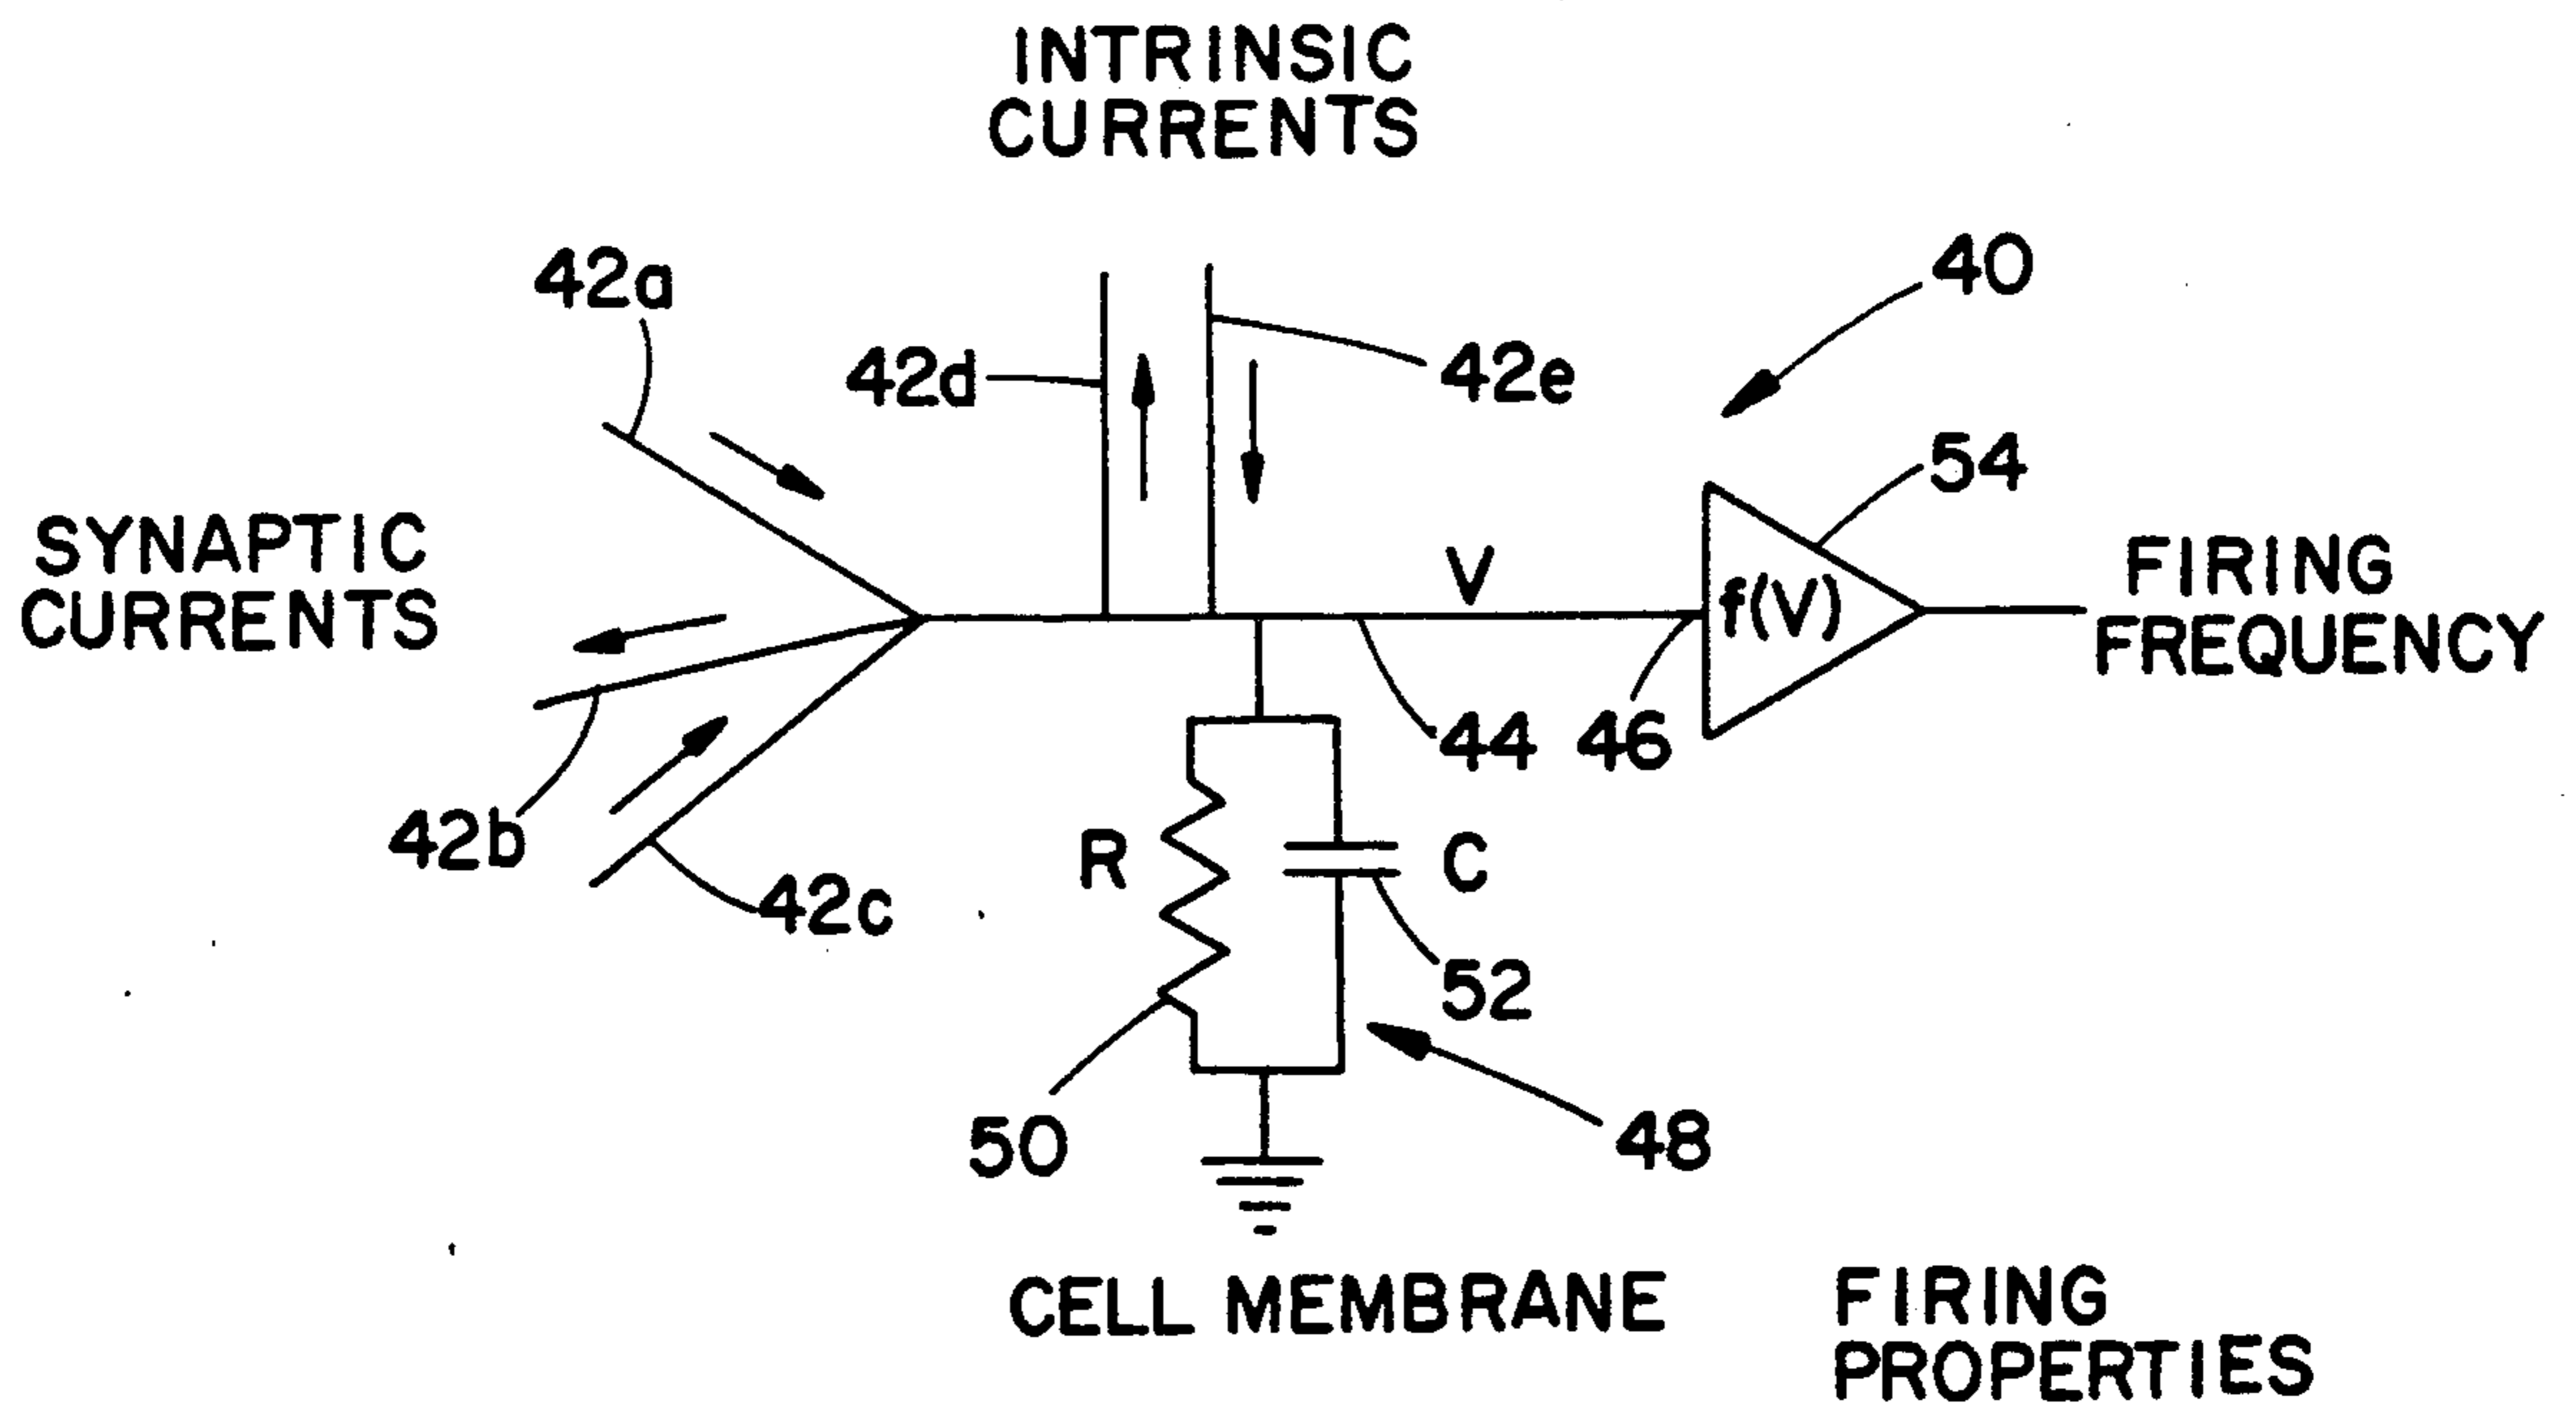 INTRINSIC
CURRENTS
42a
40
42d
42e
54
SYNAPTIC
CURRENTS
V
f(V)
FIRING
FREQUENCY
44
46
42b
R
C
42c
52
50
48
CELL MEMBRANE
FIRING
PROPERTIES